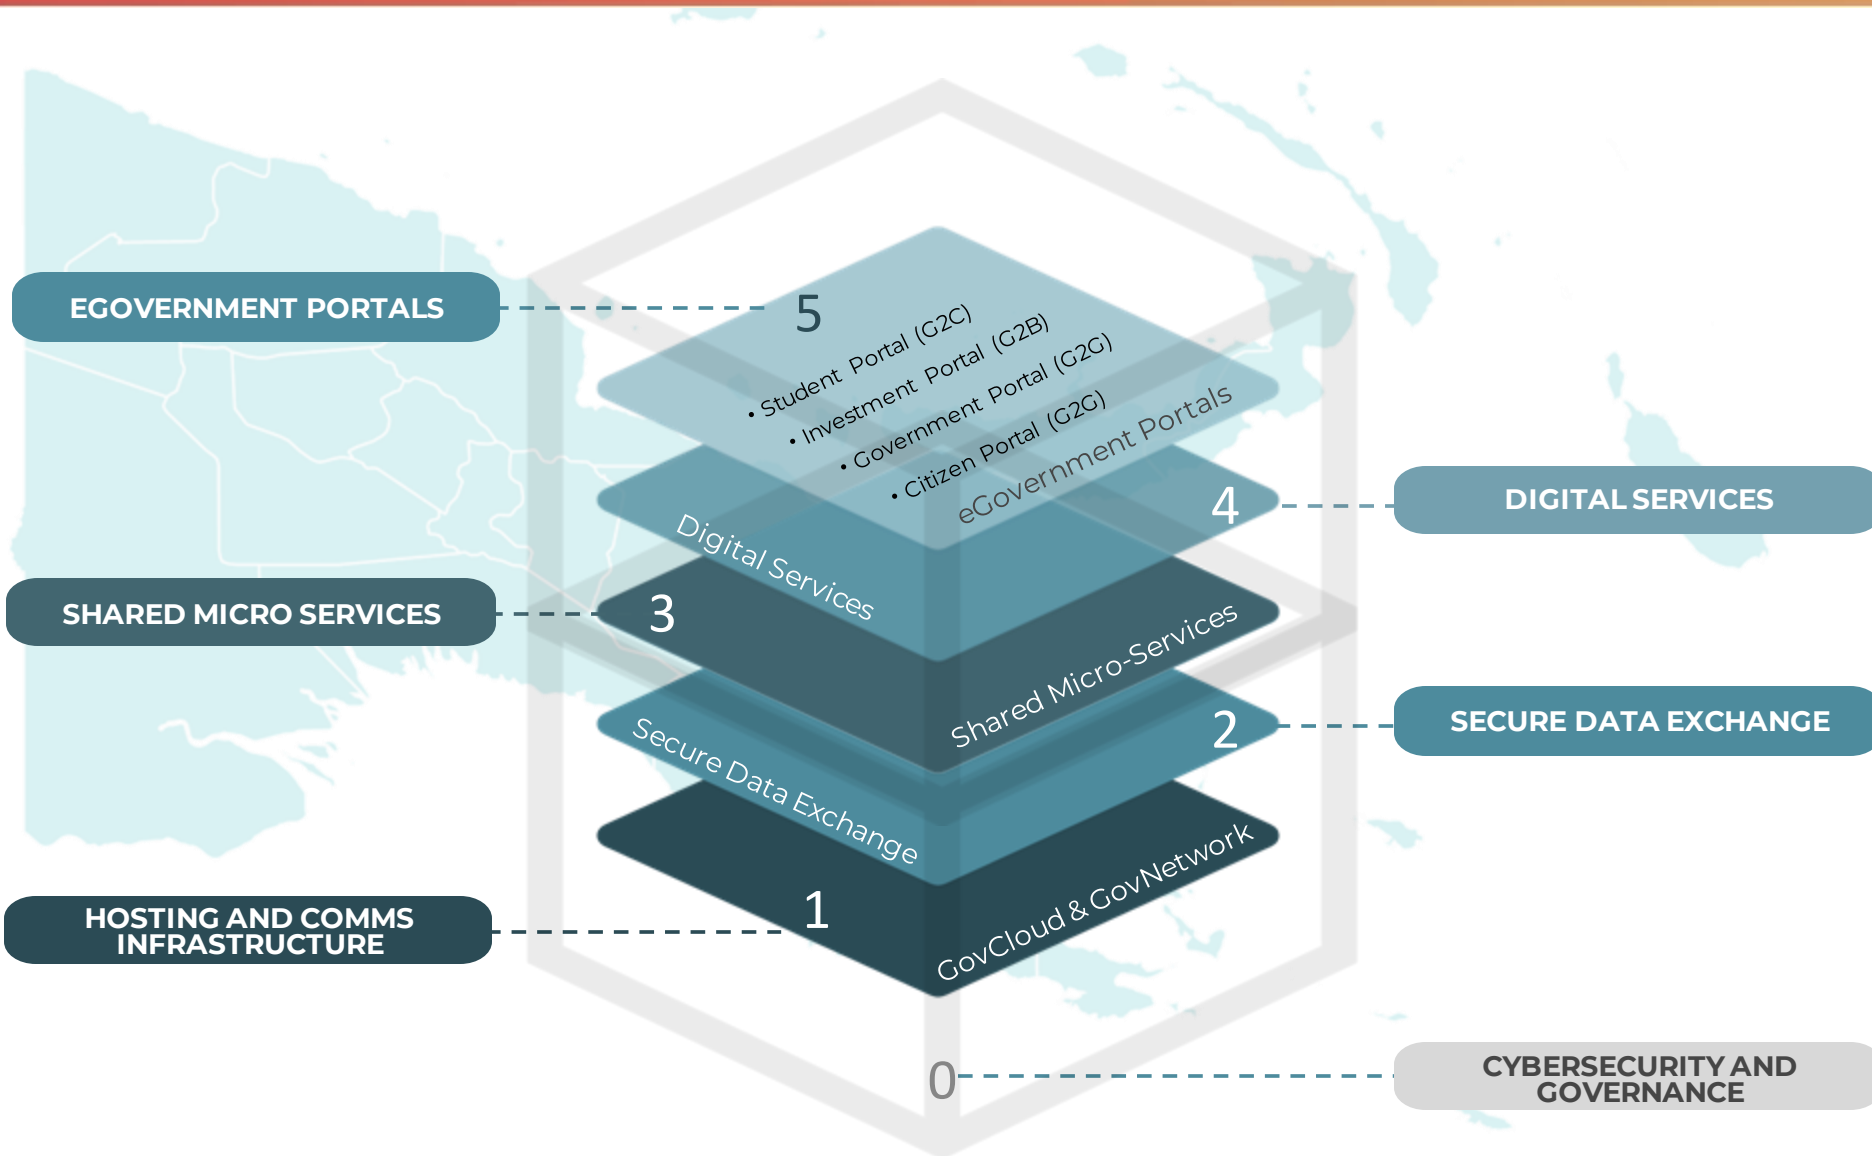 EGOVERNMENT PORTALS
5
• Student Portal (G2C)
• Investment Portal (G2B)
• Government Portal (G2G)
• Citizen Portal (G2G)
eGovernment Portals
4
DIGITAL SERVICES
Digital Services
SHARED MICRO SERVICES
3
Shared Micro-Services
2
SECURE DATA EXCHANGE
Secure Data Exchange
HOSTING AND COMMS
INFRASTRUCTURE
1
GovCloud & GovNetwork
0
CYBERSECURITY AND
GOVERNANCE